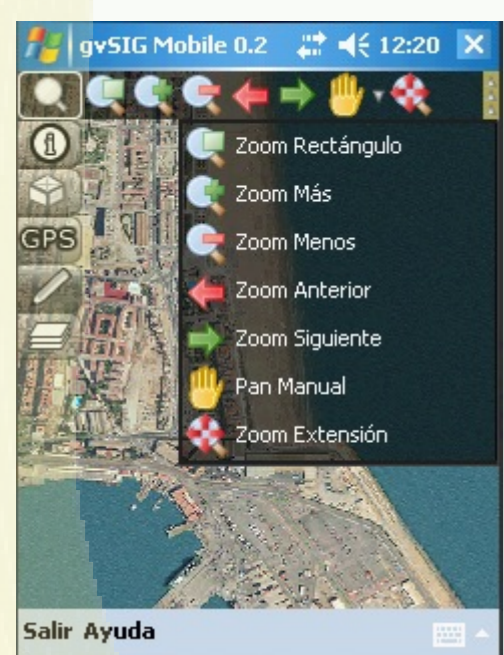 gvSIG Mobile 0.2 12:20
Zoom Rectángulo
Zoom Más
GPS
Zoom Menos
Zoom Anterior
Zoom Siguiente
Pan Manual
Zoom Extensión
Salir Ayuda